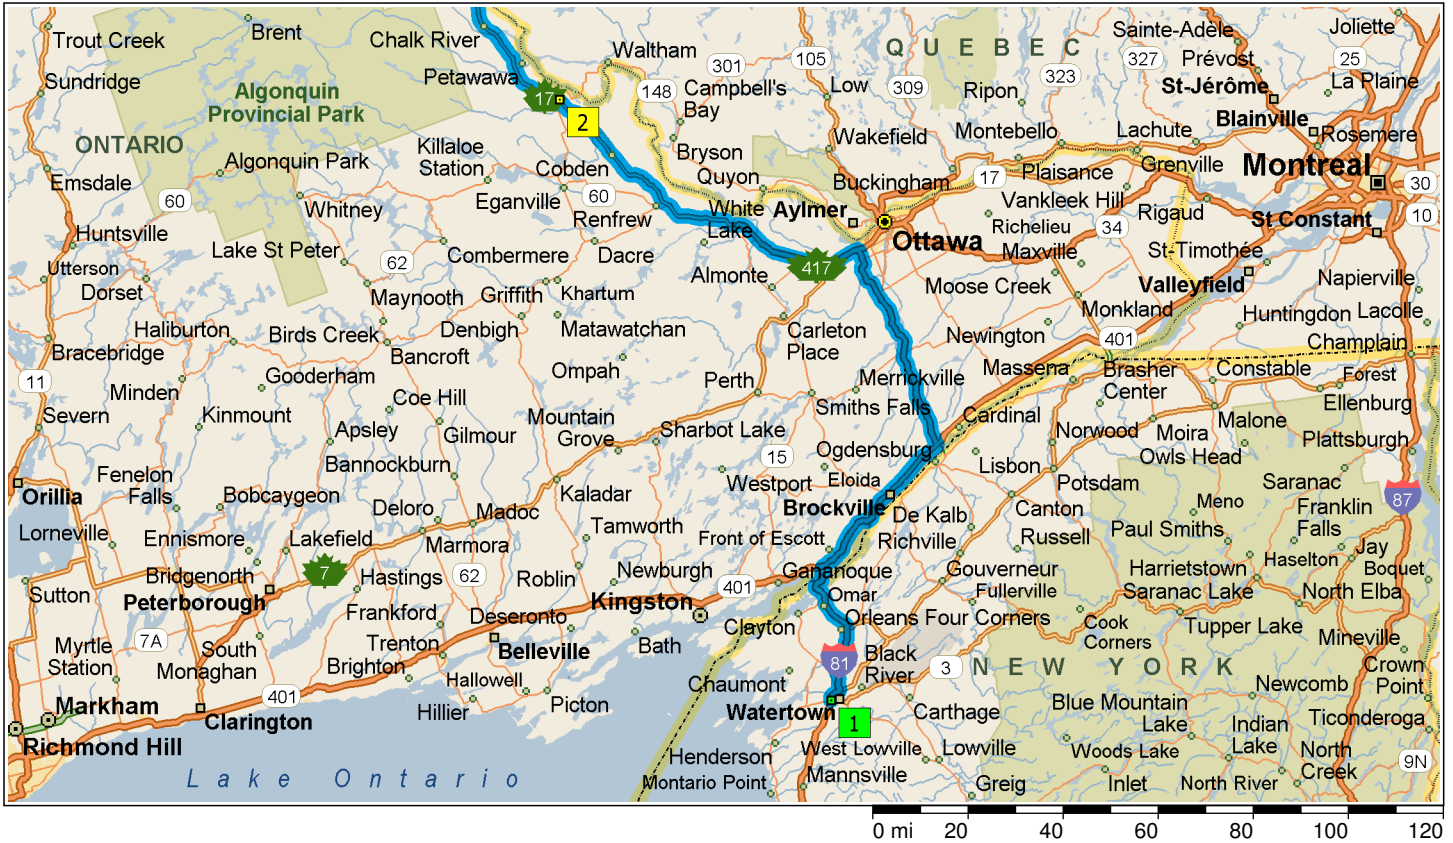 Trout Creek
Brent
Chalk River
Waltham
QUEBEC
Sainte-Adèle
Joliette
Sundridge
Petawawa
301
105
327
25
Prévost
Algonquin
Provincial Park
17
148
Campbell's
Bay
Low
309
323
Ripon
St-Jérôme
La Plaine
2
ONTARIO
Killaloe
Station
Wakefield
Montebello
Lachute
Blainville
Rosemere
Algonquin Park
Cobden
Bryson
Quyon
Grenville
Montreal
Emsdale
60
Whitney
Eganville
60
Renfrew
White
Lake
Aylmer
Buckingham
17
Plaisance
Vankleek Hill
Rigaud
30
Huntsville
Lake St Peter
Ottawa
Richelieu
34
St Constant
10
Utterson
62
Combermere
Dacre
417
Maxville
St-Timothée
Dorset
Maynooth
Griffith
Khartum
Almonte
Moose Creek
Valleyfield
Napierville
Haliburton
Birds Creek
Denbigh
Matawatchan
Carleton
Place
Newington
Monkland
Huntingdon
Lacolle
Bracebridge
Bancroft
401
Champlain
11
Minden
Gooderham
Ompah
Perth
Merrickville
Massena
Brasher
Center
Constable
Forest
Severn
Kinmount
Coe Hill
Mountain
Grove
Smiths Falls
Cardinal
Malone
Ellenburg
Apsley
Gilmour
Sharbot Lake
Norwood
Moira
Plattsburgh
Bannockburn
15
Ogdensburg
Owls Head
Orillia
Fenelon
Falls
Bobcaygeon
Kaladar
Westport
Eloida
Lisbon
Potsdam
Saranac
87
Deloro
Madoc
Brockville
De Kalb
Canton
Meno
Franklin
Falls
Lorneville
Ennismore
Lakefield
Marmora
Tamworth
Front of Escott
Richville
Russell
Paul Smiths
Jay
Bridgenorth
7
Hastings
62
Roblin
Newburgh
401
Gananoque
Gouverneur
Harrietstown
Haselton
Boquet
Sutton
Peterborough
Kingston
Omar
Fullerville
Saranac Lake
North Elba
Frankford
Deseronto
Clayton
Orleans Four Corners
Cook
Corners
Tupper Lake
Mineville
7A
Myrtle
Station
South
Monaghan
Trenton
Belleville
Bath
Black
River
Brighton
81
3
NEW YORK
Crown
Point
401
Hallowell
Chaumont
Newcomb
Markham
Clarington
Hillier
Picton
Watertown
1
Carthage
Blue Mountain
Lake
Indian
Lake
Ticonderoga
Richmond Hill
Henderson
West Lowville
Lowville
Woods Lake
North
Creek
9N
Lake Ontario
Montario Point
Mannsville
Greig
Inlet
North River
0 mi 20 40 60 80 100 120